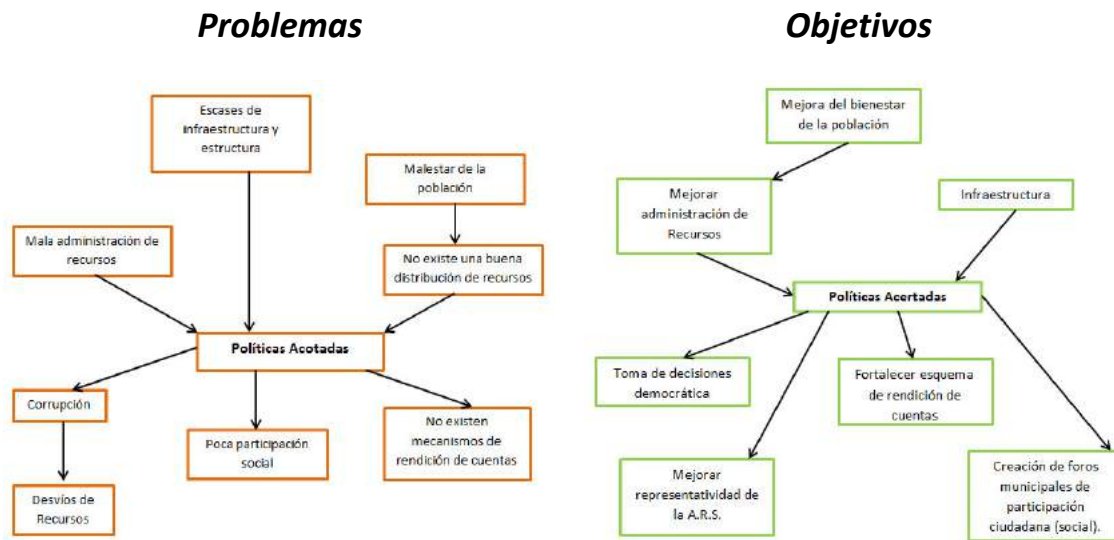 Problemas
Escases de
infraestructura y
estructura
Malestar de la
población
Mala administración de
recursos
No existe una buena
distribución de recursos
Políticas Acotadas
Corrupción
Poca participación
social
No existen
mecanismos de
rendición de cuentas
Desvíos de
Recursos
Objetivos
Mejora del bienestar
de la población
Mejorar
administración de
Recursos
Infraestructura
Políticas Acertadas
Toma de decisiones
democrática
Fortalecer esquema
de rendición de
cuentas
Mejorar
representatividad de
la A.R.S.
Creación de foros
municipales de
participación
ciudadana (social).